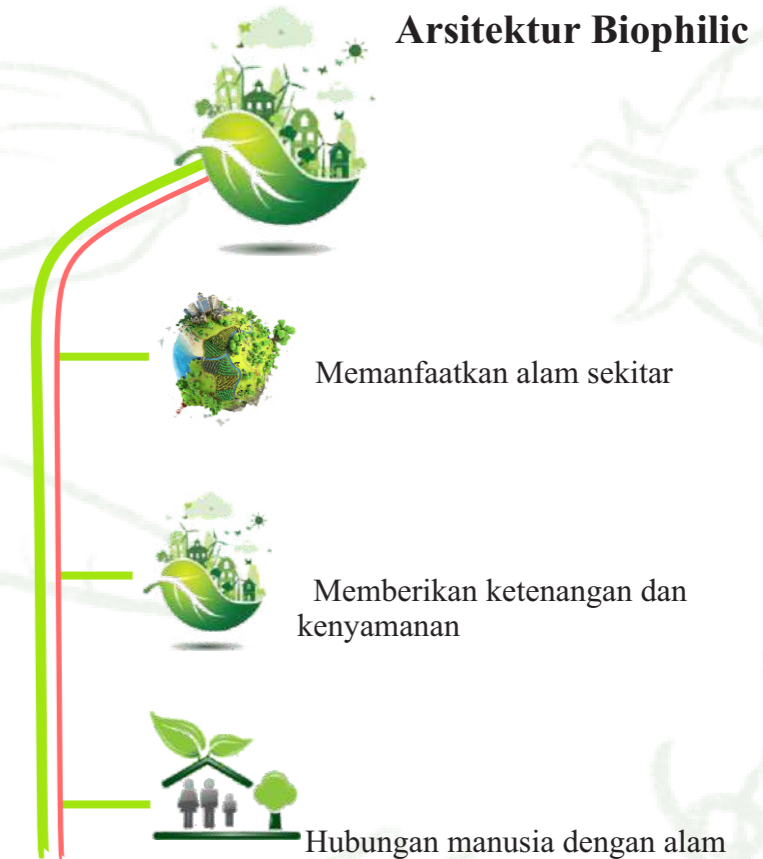 Arsitektur Biophilic
Memanfaatkan alam sekitar
Memberikan ketenangan dan
kenyamanan
Hubungan manusia dengan alam